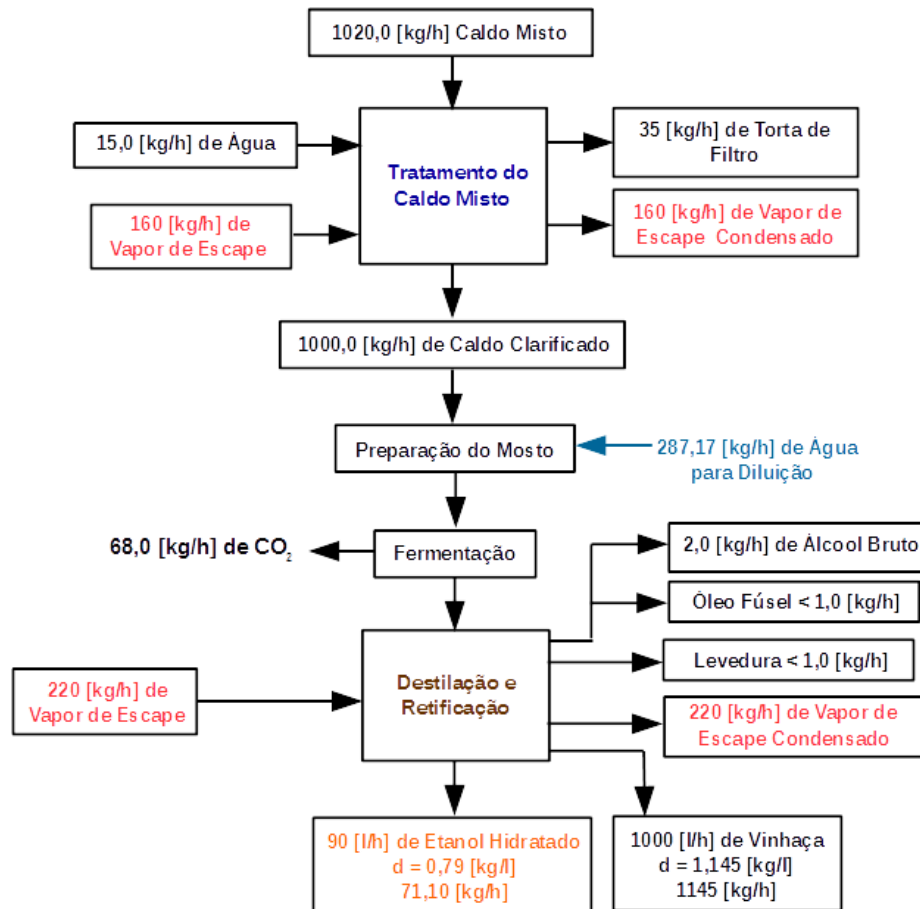 1020,0 [kg/h] Caldo Misto
15,0 [kg/h] de Água
35 [kg/h] de Torta de
Filtro
Tratamento do
Caldo Misto
160 [kg/h] de
Vapor de Escape
160 [kg/h] de Vapor de
Escape Condensado
1000,0 [kg/h] de Caldo Clarificado
Preparação do Mosto
287,17 [kg/h] de Água
para Diluição
68,0 [kg/h] de CO₂
Fermentação
2,0 [kg/h] de Álcool Bruto
Óleo Fúsel < 1,0 [kg/h]
Levedura < 1,0 [kg/h]
220 [kg/h] de
Vapor de Escape
Destilação e
Retificação
220 [kg/h] de Vapor de
Escape Condensado
90 [l/h] de Etanol Hidratado
d = 0,79 [kg/l]
71,10 [kg/h]
1000 [l/h] de Vinhaça
d = 1,145 [kg/l]
1145 [kg/h]